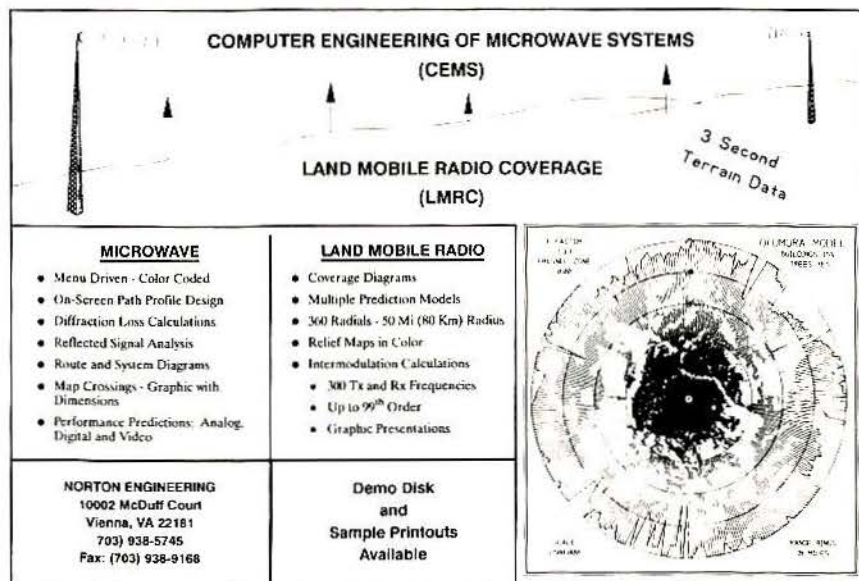 COMPUTER ENGINEERING OF MICROWAVE SYSTEMS
(CEMS)
LAND MOBILE RADIO COVERAGE
(LMRC)
3 Second
Terrain Data
MICROWAVE
• Menu Driven - Color Coded
• On-Screen Path Profile Design
• Diffraction Loss Calculations
• Reflected Signal Analysis
• Route and System Diagrams
• Map Crossings - Graphic with
Dimensions
• Performance Predictions: Analog,
Digital and Video
LAND MOBILE RADIO
• Coverage Diagrams
• Multiple Prediction Models
• 360 Radials - 50 Mi (80 Km) Radius
• Relief Maps in Color
• Intermodulation Calculations
• 300 Tx and Rx Frequencies
• Up to 99th Order
• Graphic Presentations
OKUMURA MODEL
FACTOR
FRESNEL ZONE
RANGE RINGS
NORTON ENGINEERING
10002 McDuff Court
Vienna, VA 22181
703) 938-5745
Fax: (703) 938-9168
Demo Disk
and
Sample Printouts
Available